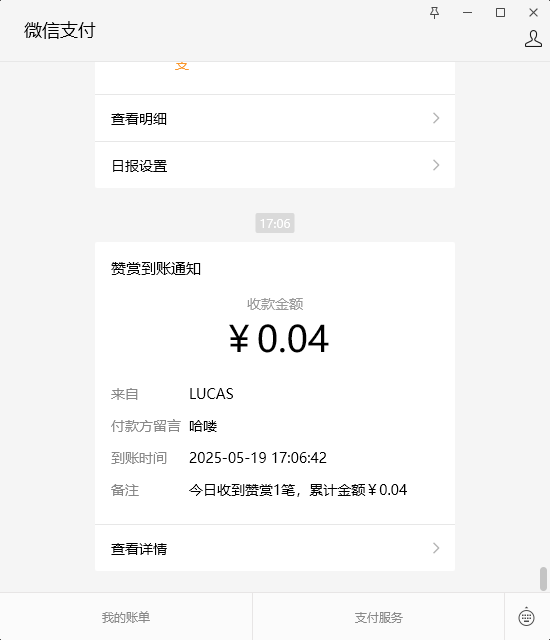 微信支付
查看明细
日报设置
17:06
赞赏到账通知
收款金额
￥0.04
来自 LUCAS
付款方留言 哈喽
到账时间 2025-05-19 17:06:42
备注 今日收到赞赏1笔，累计金额￥0.04
查看详情
我的账单 支付服务